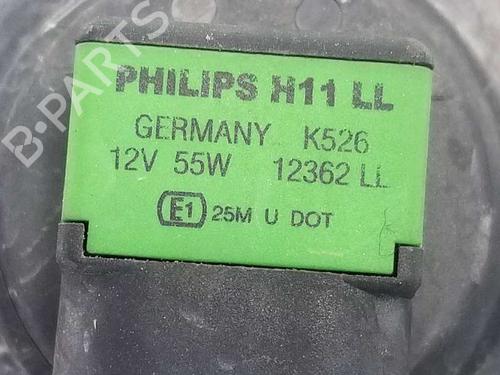 B-PARTS
PHILIPS H11 LL
GERMANY K526
12V 55W 12362 LL
E1 25M U DOT